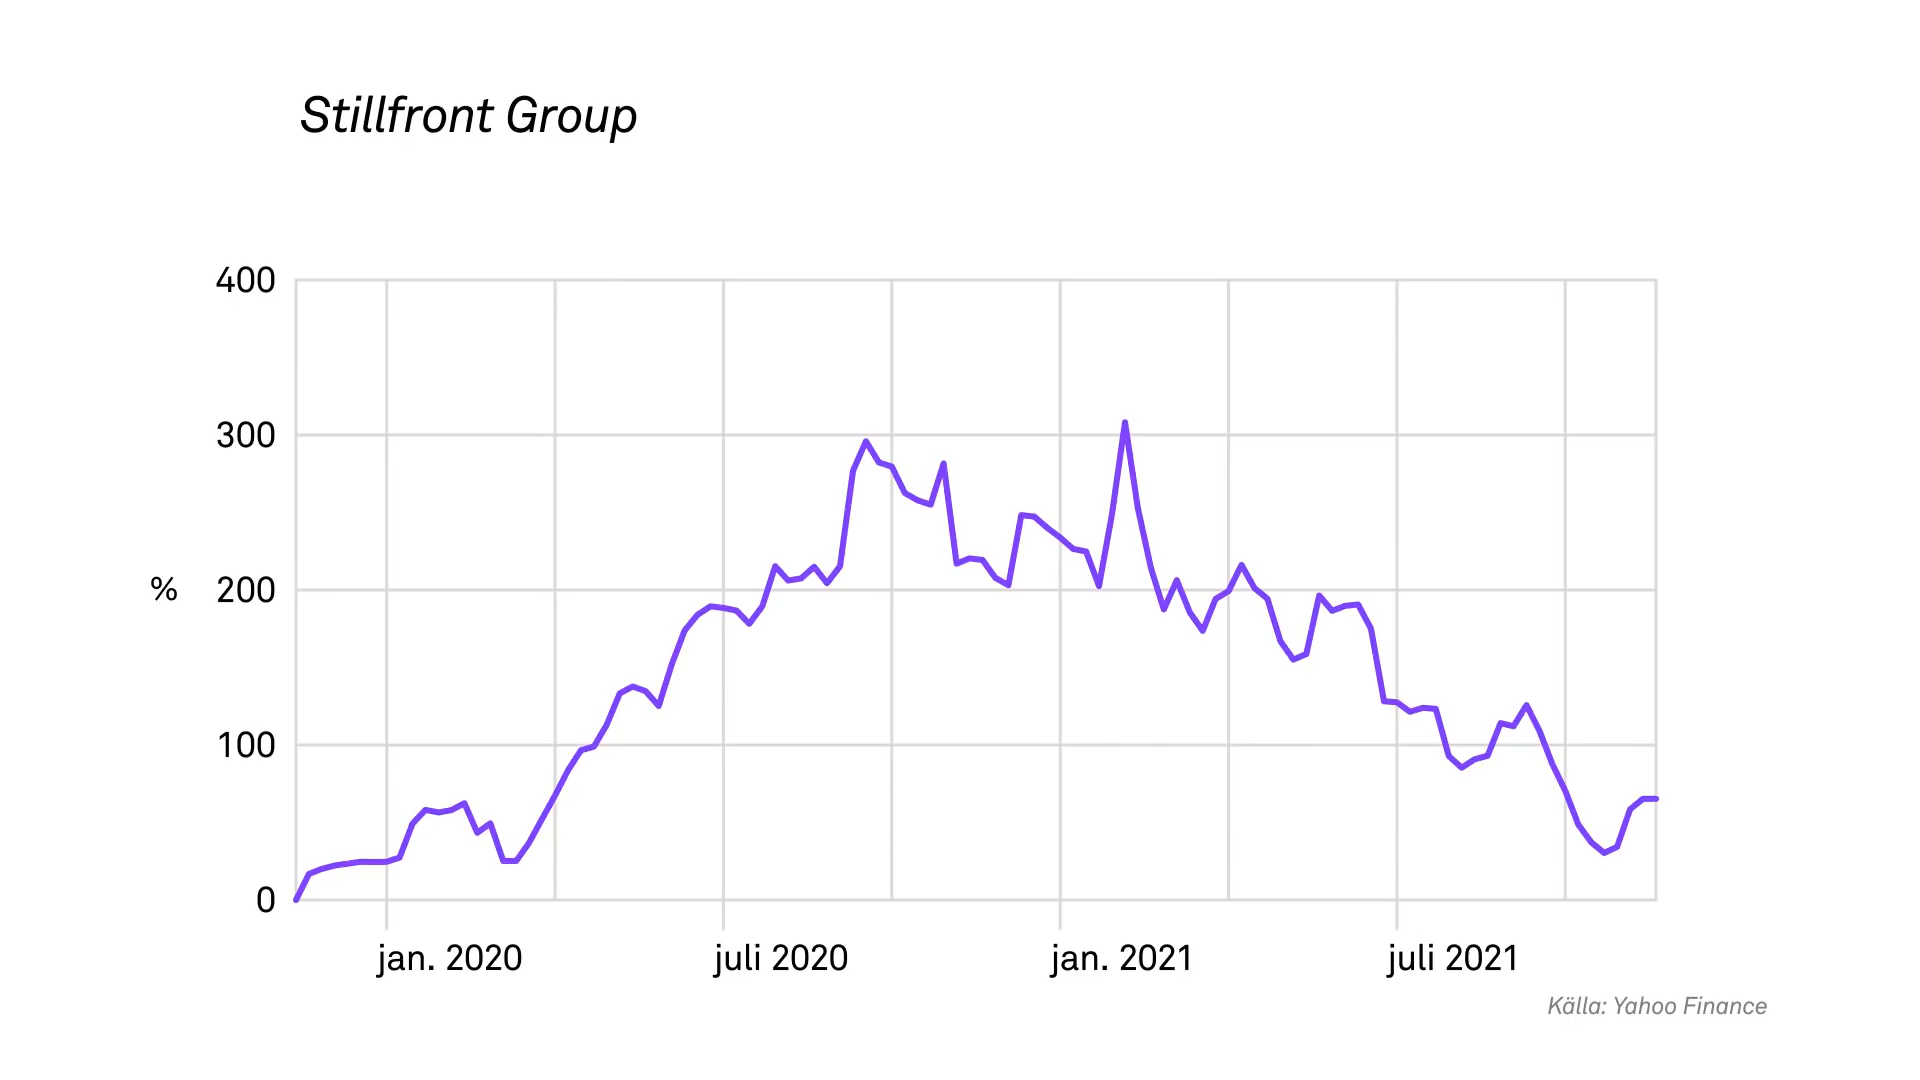 Stillfront Group
400
300
% 200
100
0
jan. 2020 juli 2020 jan. 2021 juli 2021
Källa: Yahoo Finance